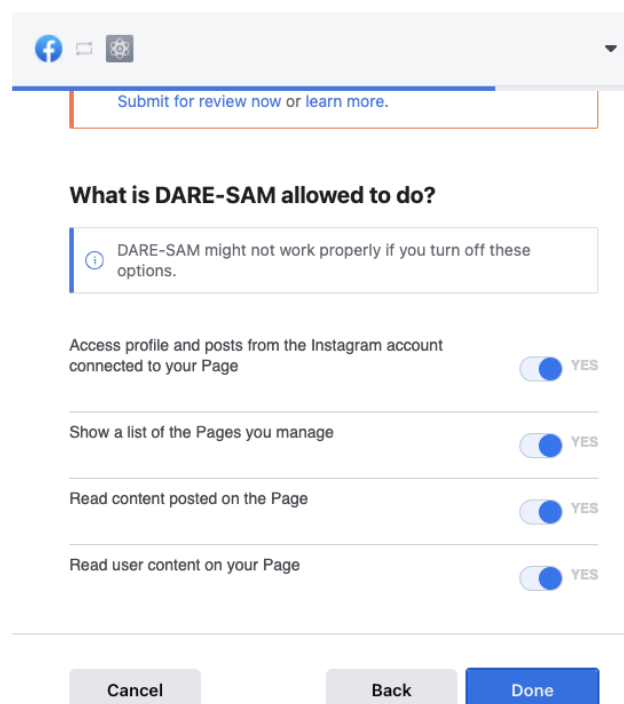 Submit for review now or learn more.
What is DARE-SAM allowed to do?
DARE-SAM might not work properly if you turn off these
options.
Access profile and posts from the Instagram account
connected to your Page
YES
Show a list of the Pages you manage
YES
Read content posted on the Page
YES
Read user content on your Page
YES
Cancel
Back
Done